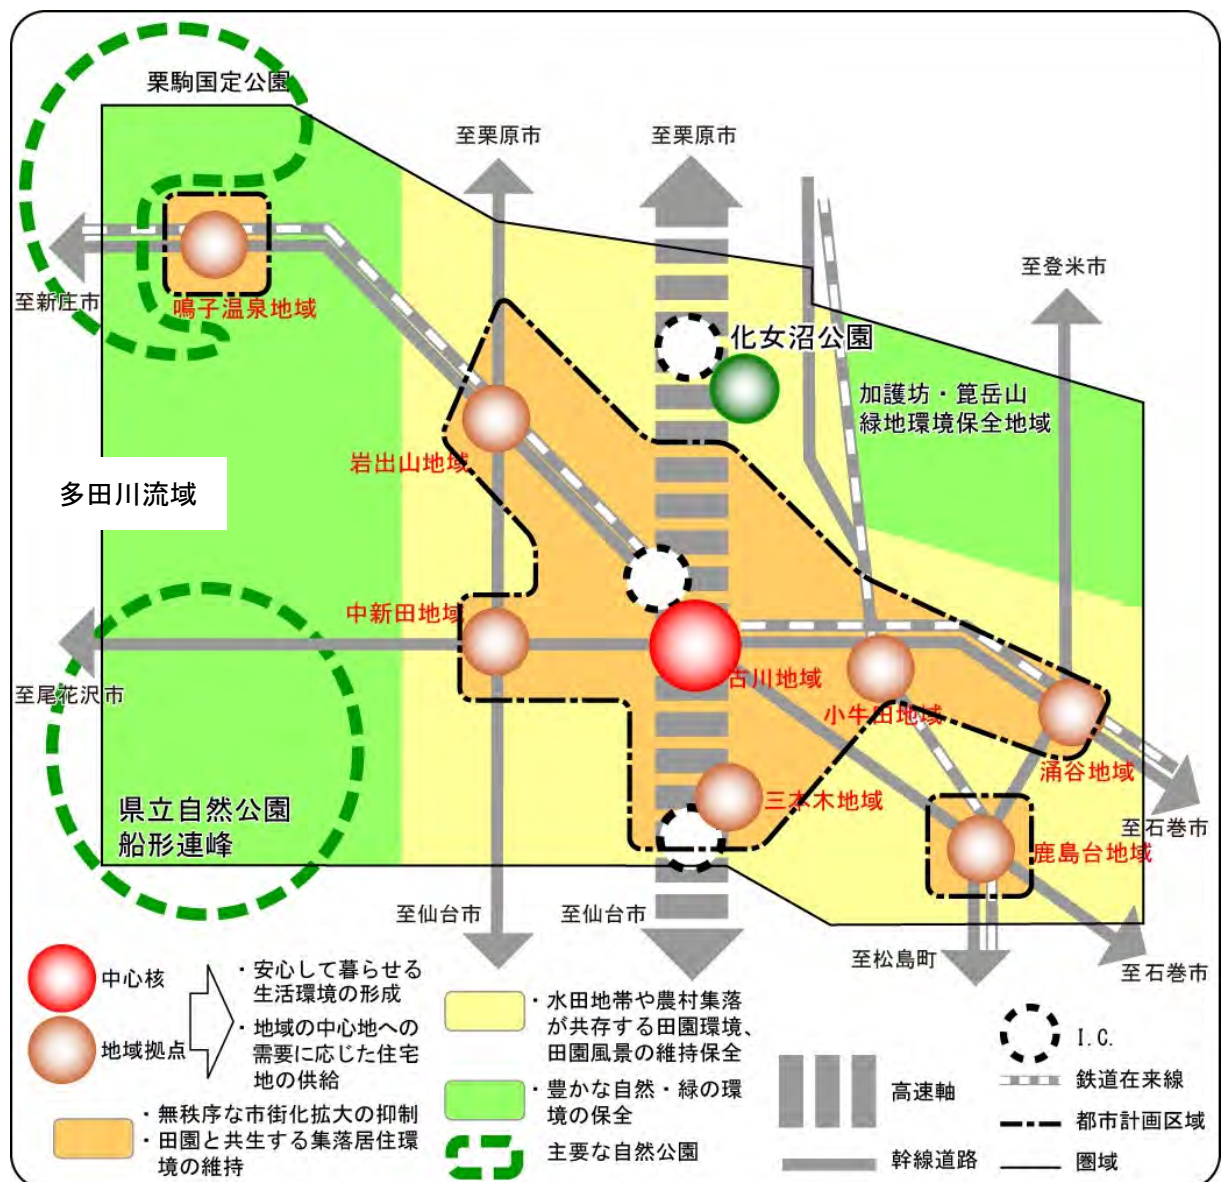 栗駒国定公園
至栗原市
至栗原市
至登米市
至新庄市
鳴子温泉地域
化女沼公園
加護坊・箆岳山
緑地環境保全地域
岩出山地域
多田川流域
中新田地域
古川地域
至尾花沢市
小牛田地域
涌谷地域
県立自然公園
船形連峰
三本木地域
至石巻市
鹿島台地域
至仙台市
至仙台市
至松島町
至石巻市
中心核
地域拠点
・安心して暮らせる
生活環境の形成
・地域の中心地への
需要に応じた住宅
地の供給
・無秩序な市街化拡大の抑制
・田園と共生する集落居住環
境の維持
・水田地帯や農村集落
が共存する田園環境、
田園風景の維持保全
・豊かな自然・緑の環
境の保全
主要な自然公園
高速軸
幹線道路
I.C.
鉄道在来線
都市計画区域
圏域